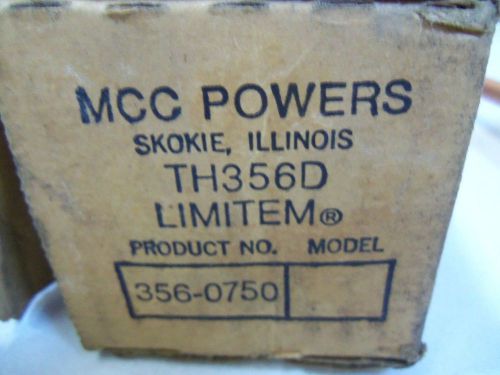 MCC POWERS
SKOKIE, ILLINOIS
TH356D
LIMITEM®
PRODUCT NO. MODEL
356-0750